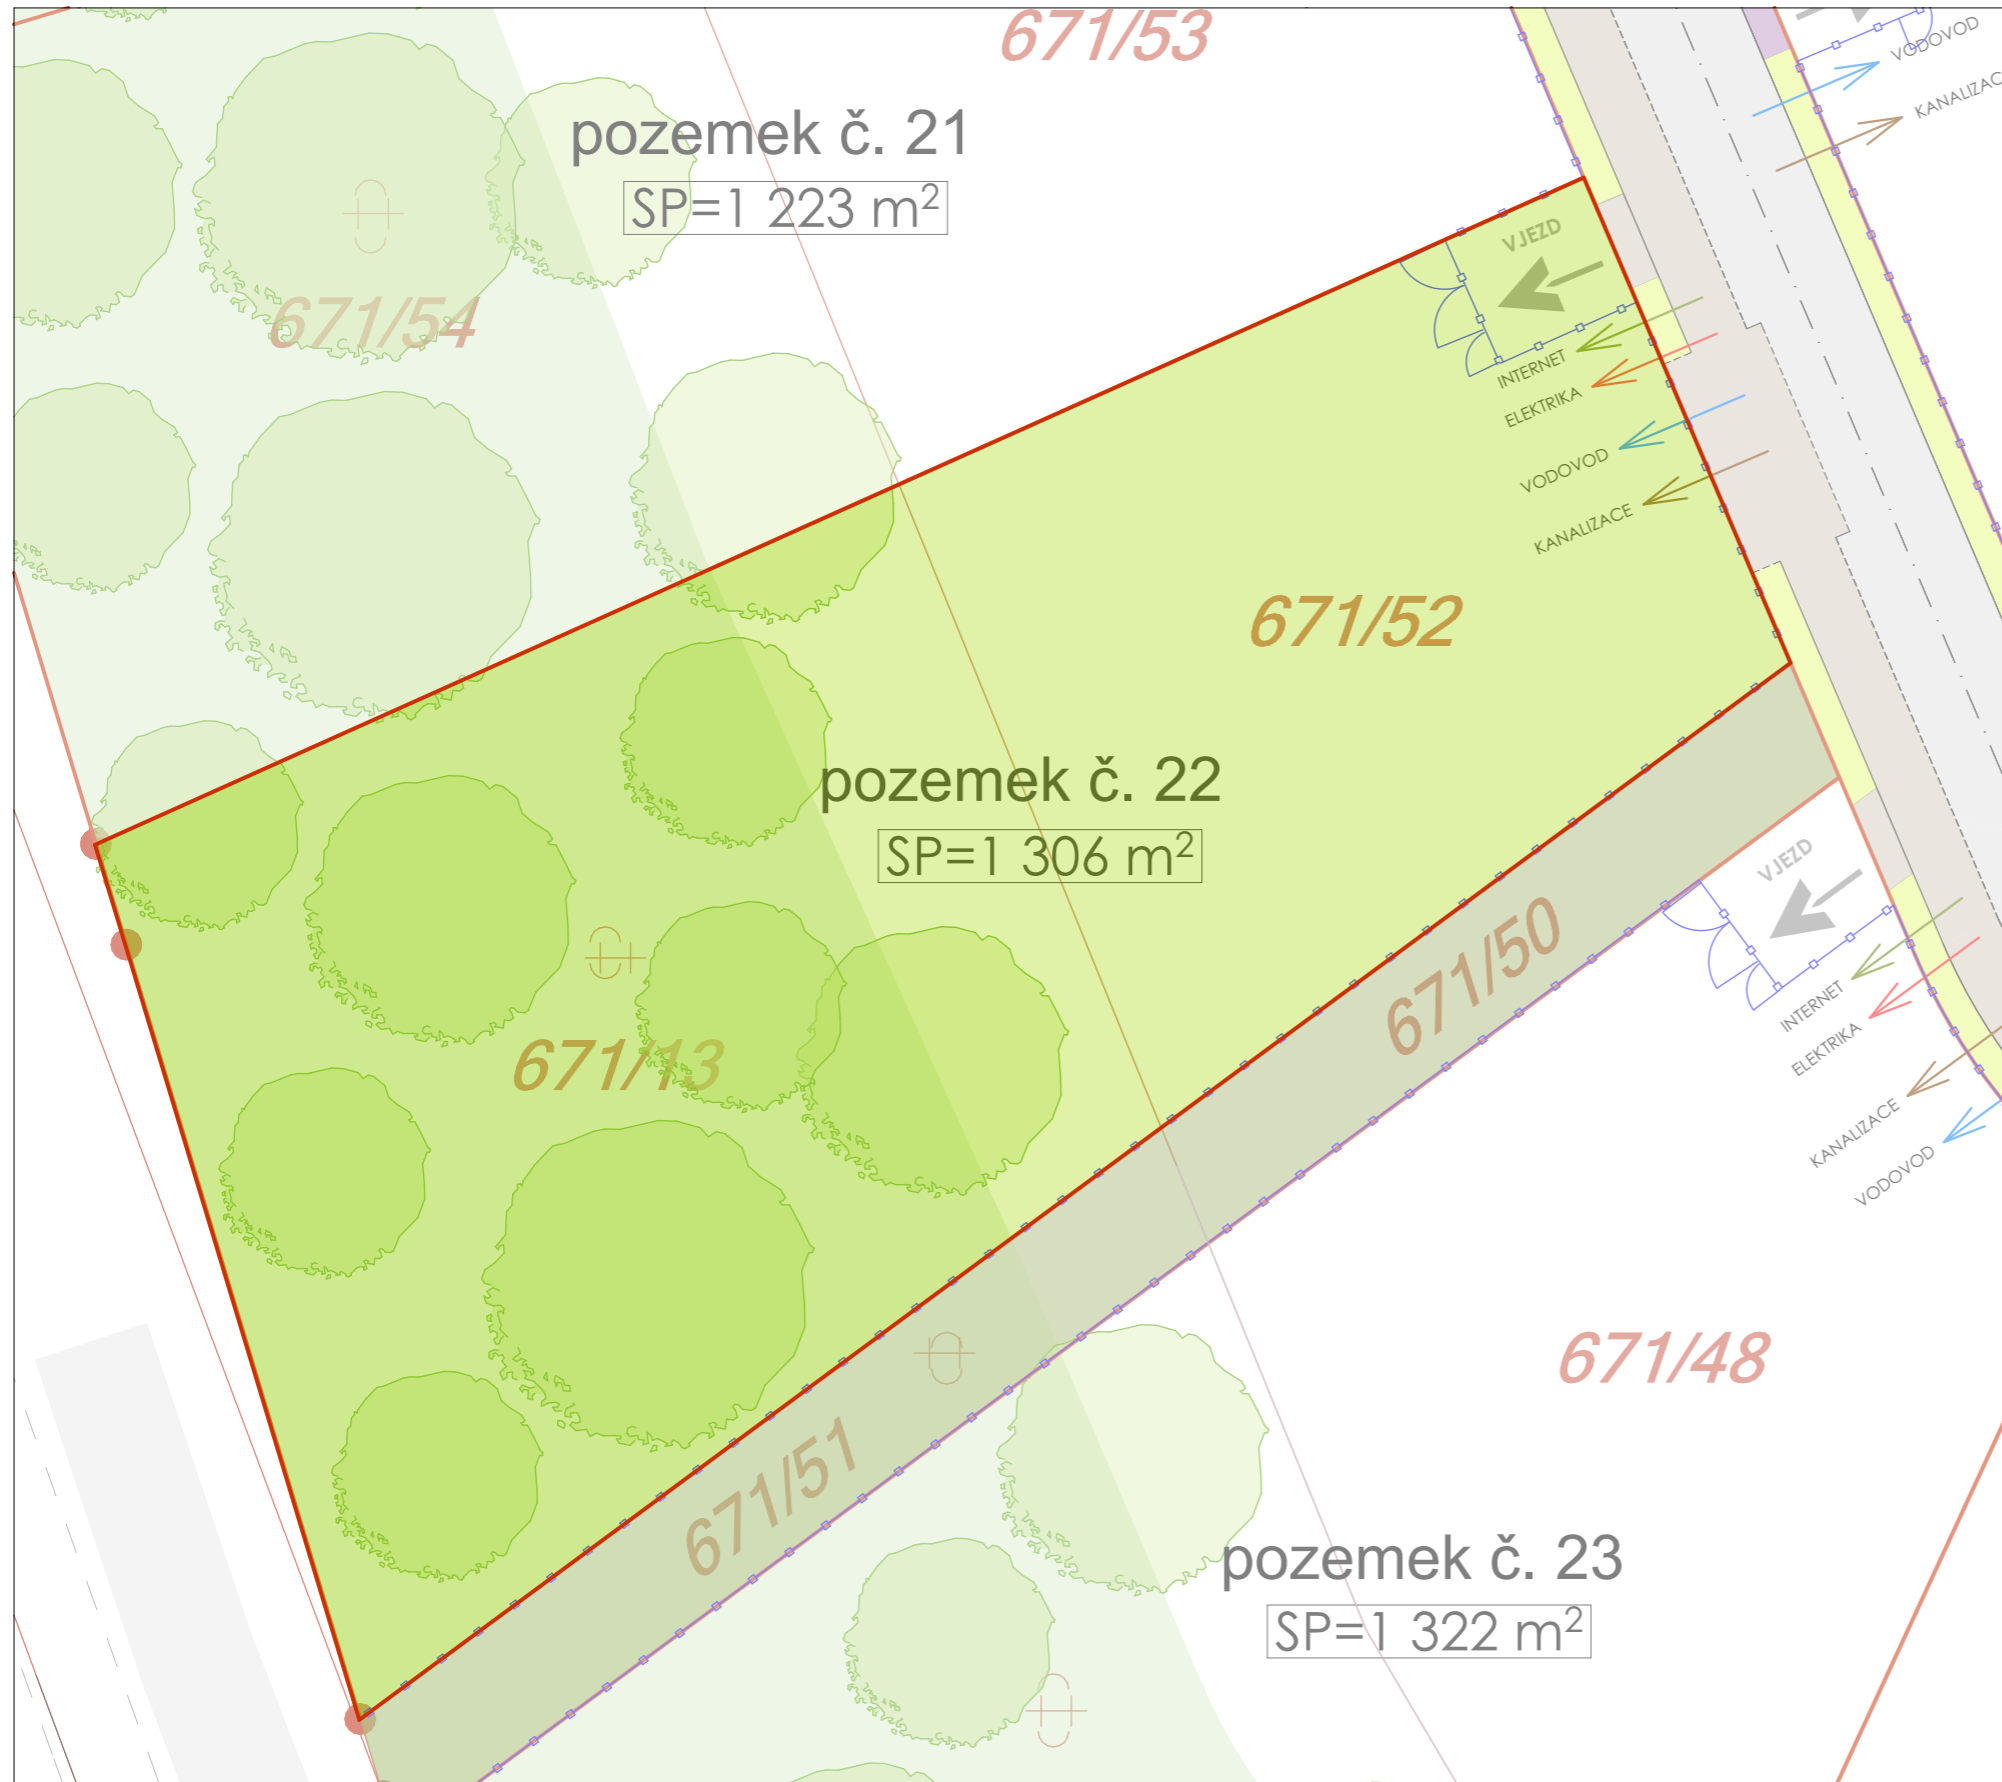 671/53
VODOVOD
pozemek č. 21
SP=1 223 m²
VJEZD
671/54
INTERNET
ELEKTRIKA
VODOVOD
KANALIZACE
671/52
pozemek č. 22
SP=1 306 m²
VJEZD
671/50
671/13
INTERNET
ELEKTRIKA
KANALIZACE
VODOVOD
671/48
671/51
pozemek č. 23
SP=1 322 m²